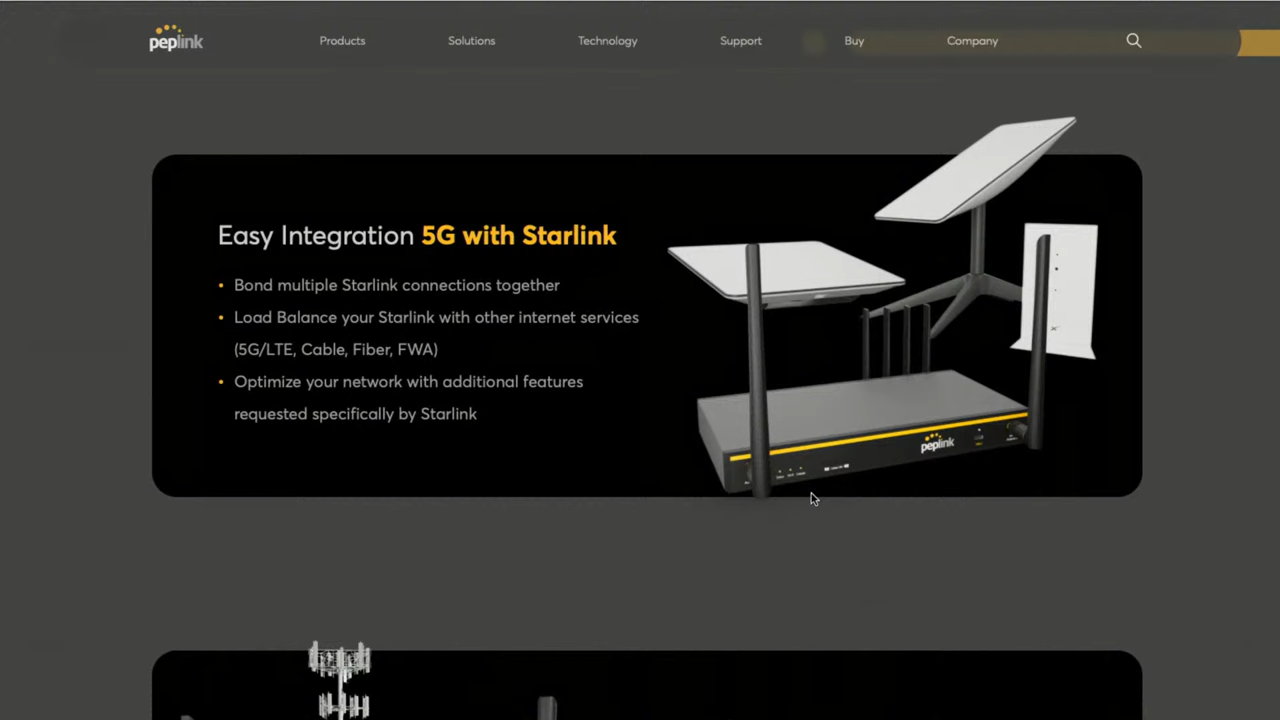 peplink
Products
Solutions
Technology
Support
Buy
Company
Easy Integration 5G with Starlink
• Bond multiple Starlink connections together
• Load Balance your Starlink with other internet services
(5G/LTE, Cable, Fiber, FWA)
• Optimize your network with additional features
requested specifically by Starlink
peplink